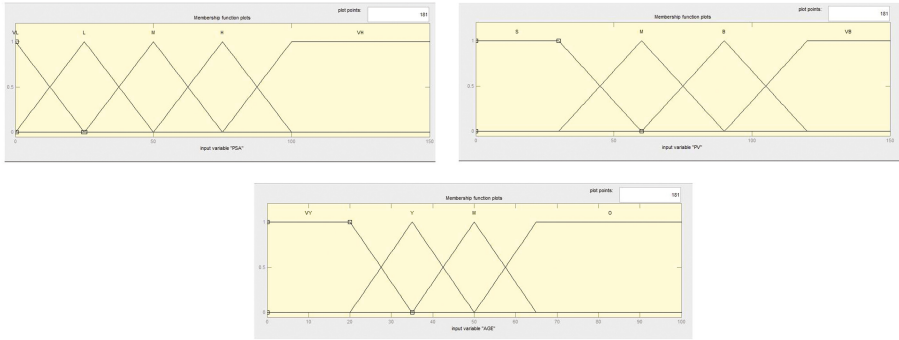 plot points: 181
Membership function plots
VL L M H VH
1
0.5
0
0 50 100 150
input variable "PSA"
plot points: 181
Membership function plots
S M B VB
1
0.5
0
0 50 100 150
input variable "PV"
plot points: 181
Membership function plots
VY Y M O
1
0.5
0
0 10 20 30 40 50 60 70 80 90 100
input variable "AGE"